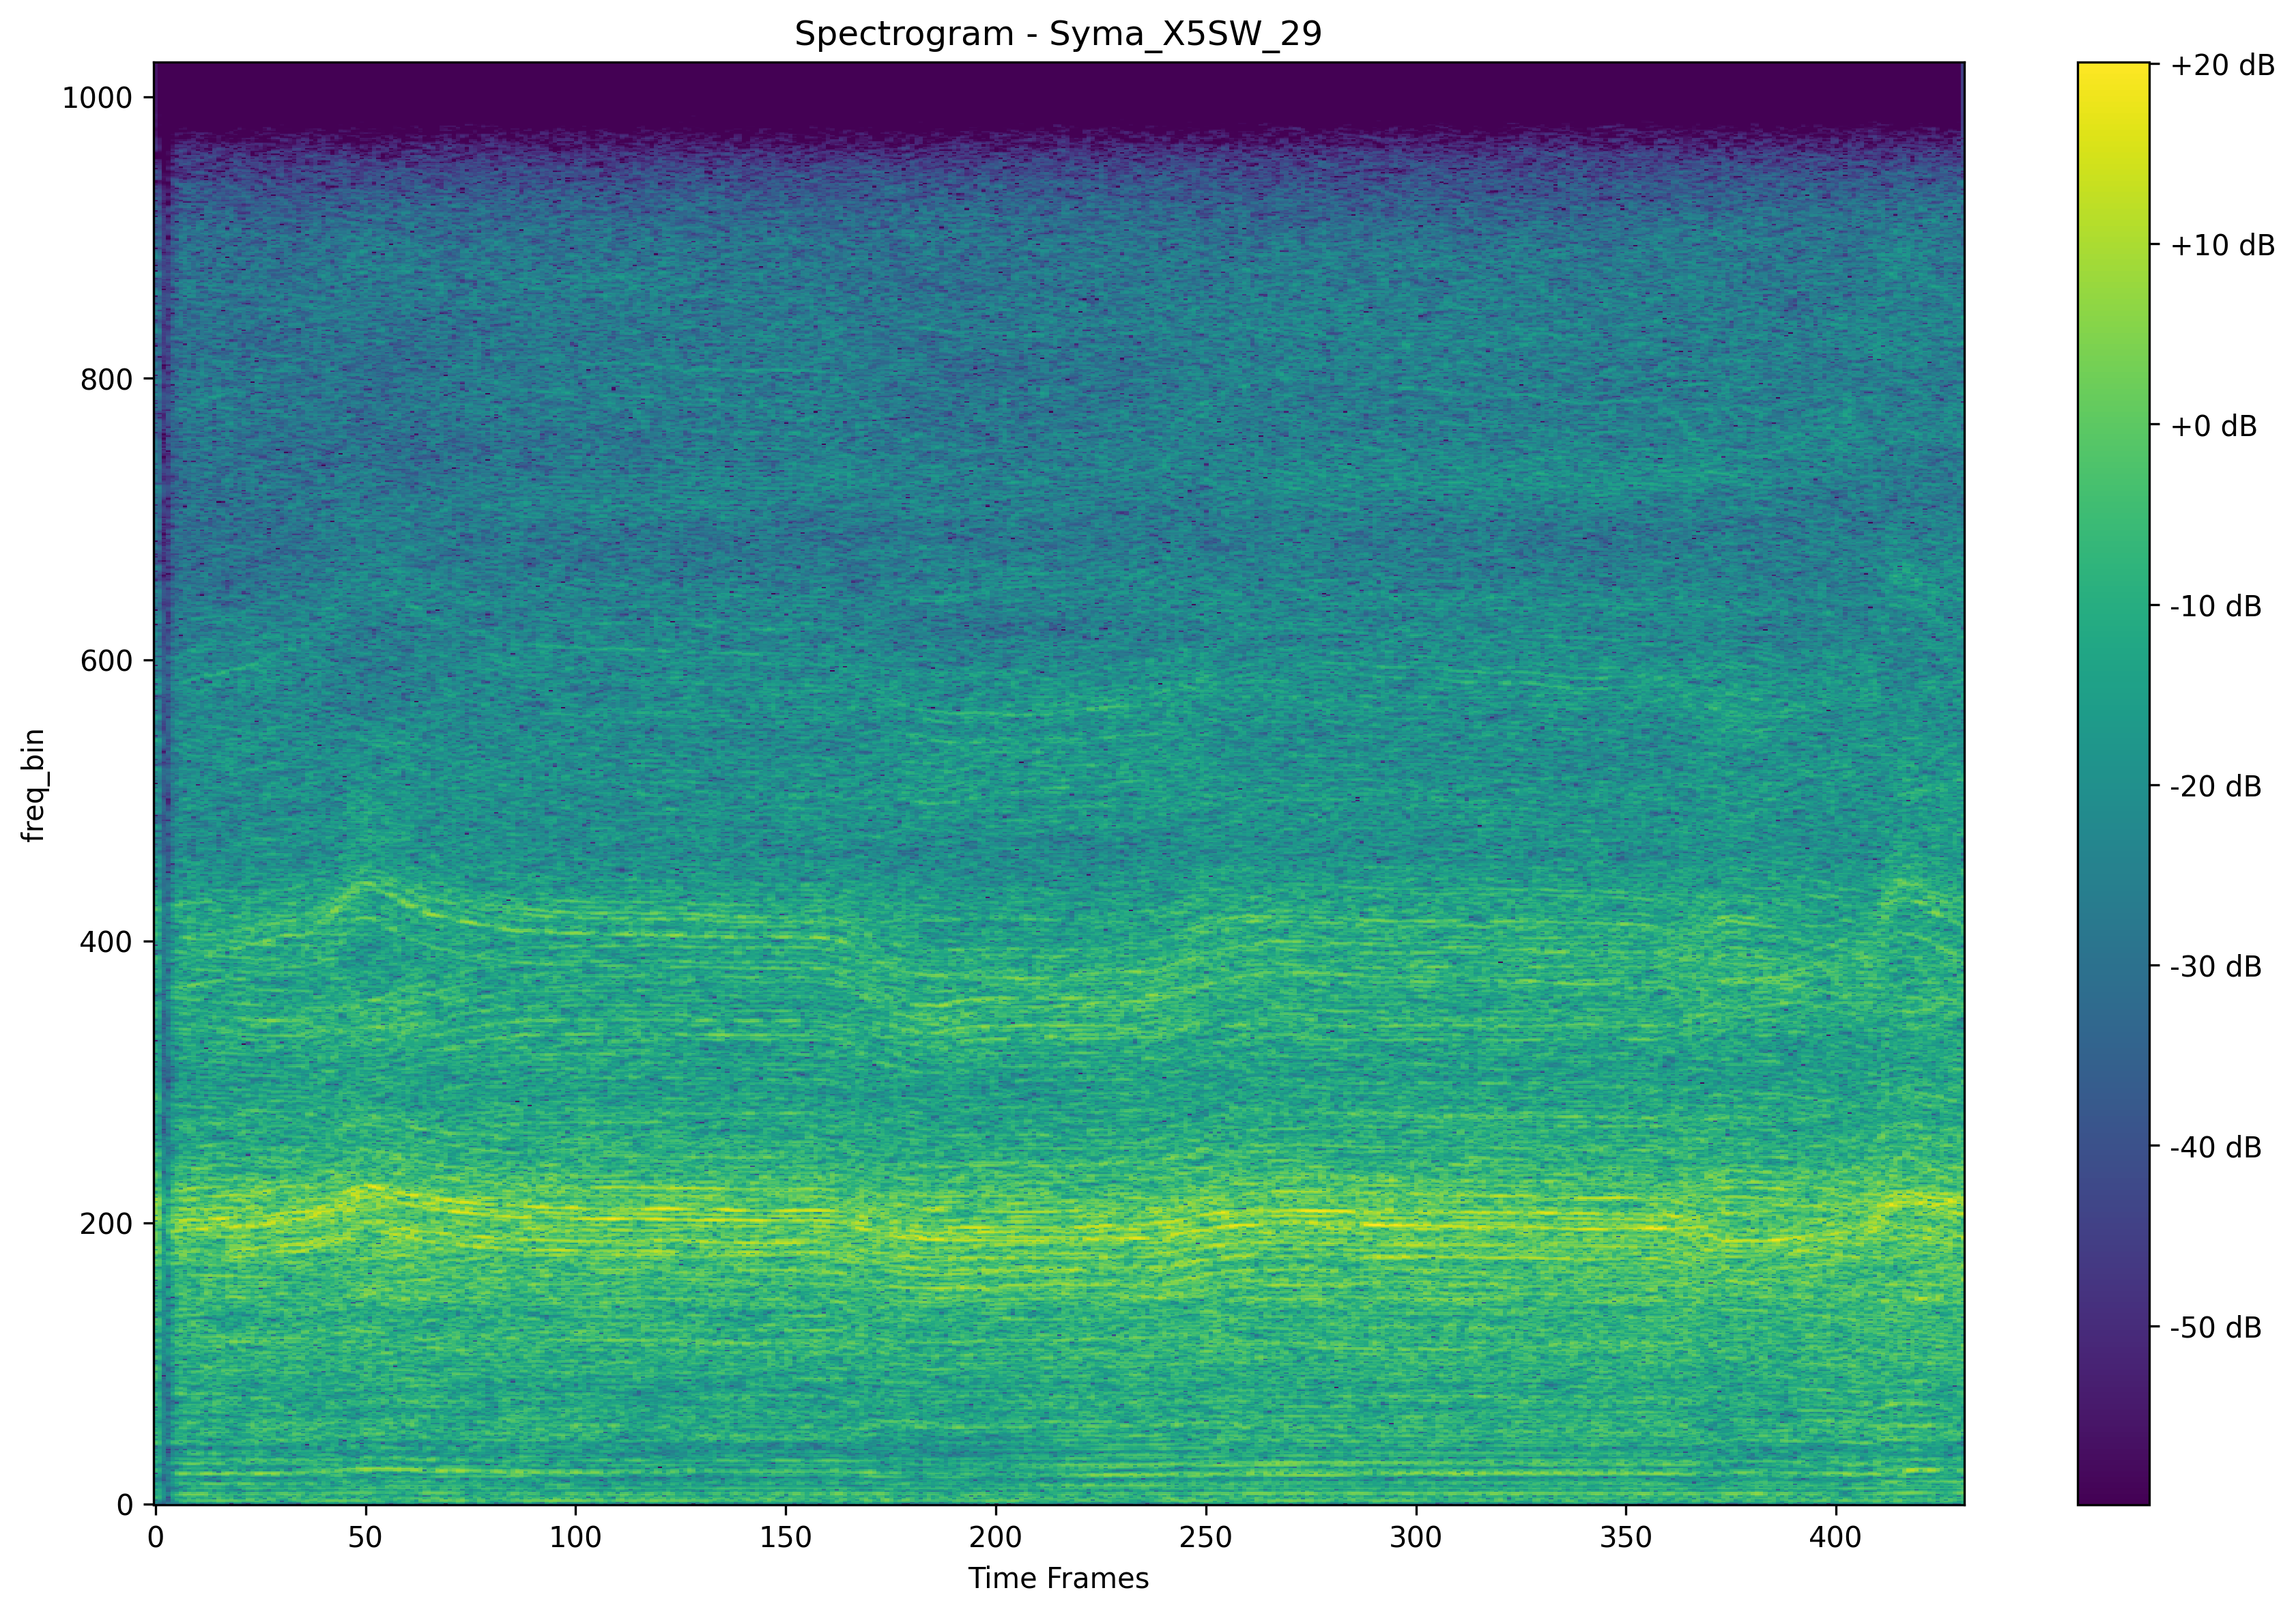 Spectrogram - Syma_X5SW_29
1000
800
600
400
200
0
freq_bin
0 50 100 150 200 250 300 350 400
Time Frames
+20 dB
+10 dB
+0 dB
-10 dB
-20 dB
-30 dB
-40 dB
-50 dB